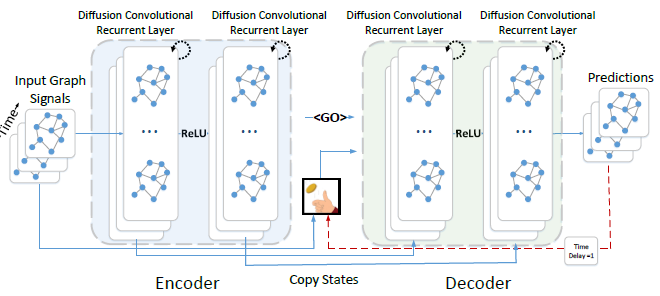 Diffusion Convolutional
Recurrent Layer
Diffusion Convolutional
Recurrent Layer
Diffusion Convolutional
Recurrent Layer
Diffusion Convolutional
Recurrent Layer
Input Graph
Signals
Time
Predictions
...
ReLU
...
<GO>
...
ReLU
...
Time
Delay =1
Encoder
Copy States
Decoder